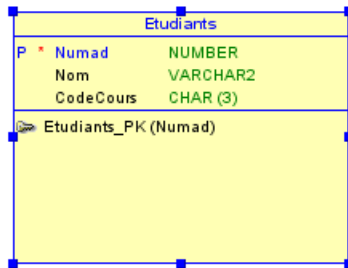 Etudiants
P * Numad NUMBER
Nom VARCHAR2
CodeCours CHAR (3)
Etudiants_PK (Numad)